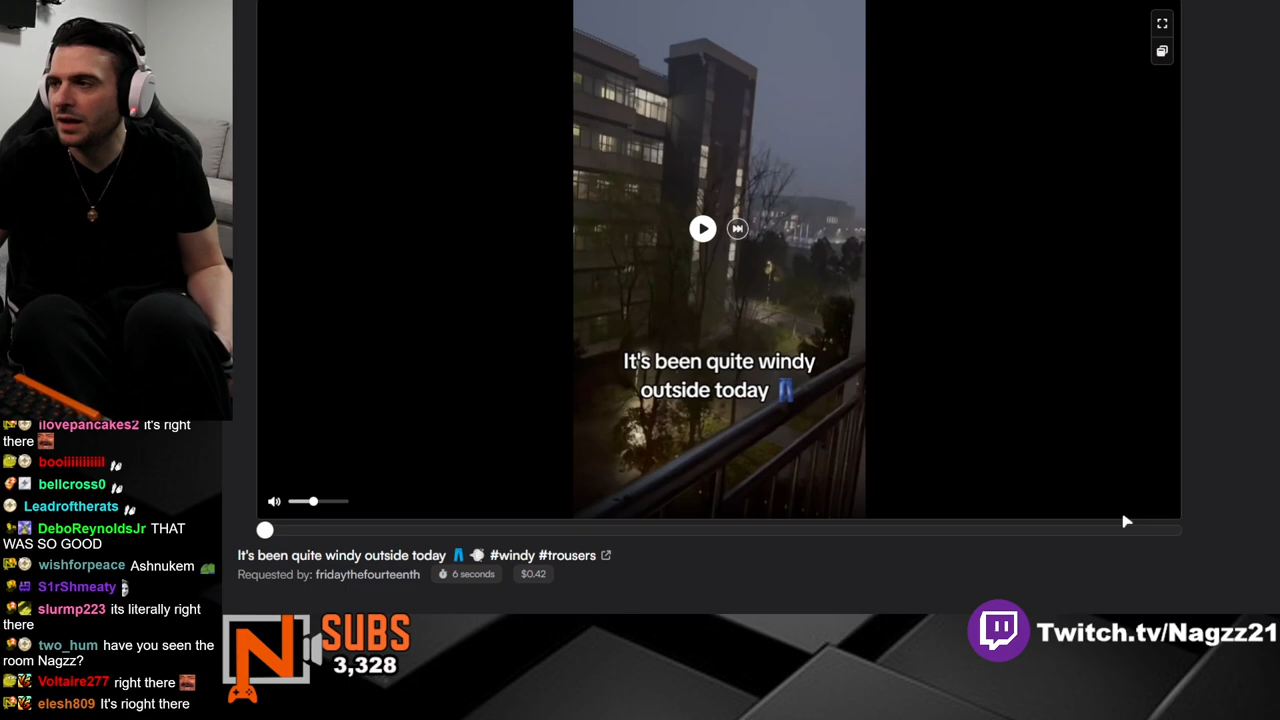 It's been quite windy
outside today 👖
ilovepancakes2 it's right
there
booiiiiiiiiiil
bellcross0
Leadroftherats
DeboReynoldsJr THAT
WAS SO GOOD
wishforpeace Ashnukem
S1rShmeaty
slurmp223 its literally right
there
two_hum have you seen the
room Nagzz?
Voltaire277 right there
elesh809 It's rioght there
It's been quite windy outside today 👖 #windy #trousers
Requested by: fridaythefourteenth 6 seconds $0.42
N SUBS
3,328
Twitch.tv/Nagzz21